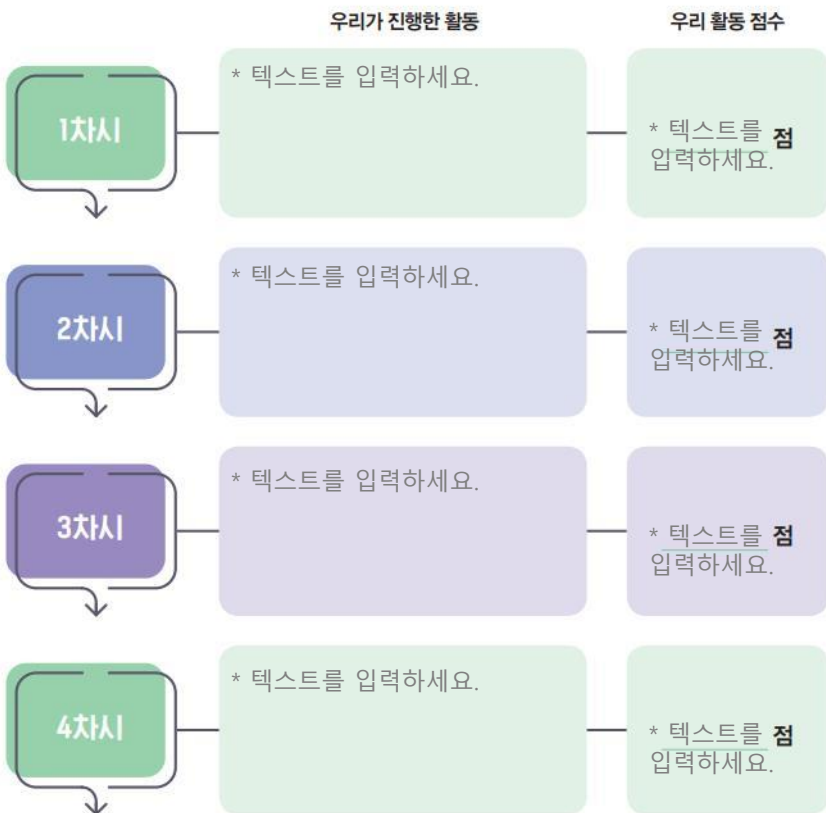 우리가 진행한 활동
우리 활동 점수
1차시
* 텍스트를 입력하세요.
* 텍스트를 점
입력하세요.
2차시
* 텍스트를 입력하세요.
* 텍스트를 점
입력하세요.
3차시
* 텍스트를 입력하세요.
* 텍스트를 점
입력하세요.
4차시
* 텍스트를 입력하세요.
* 텍스트를 점
입력하세요.